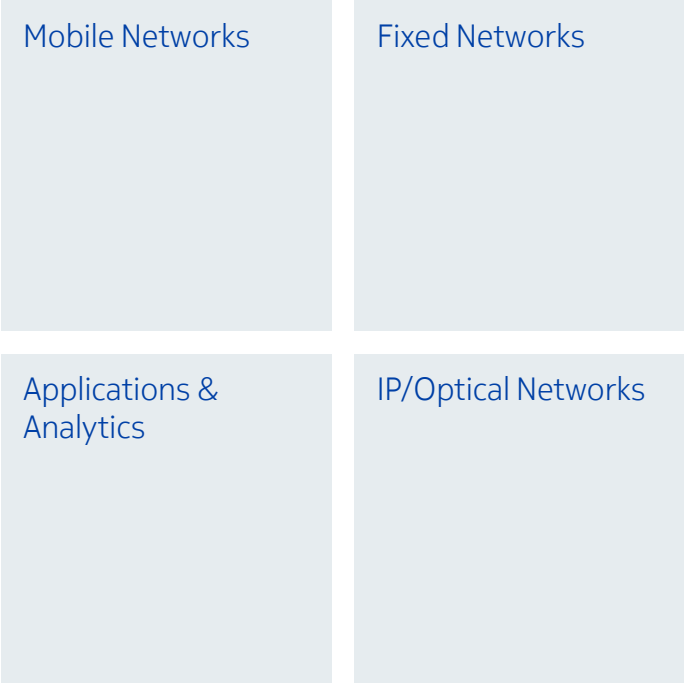 Mobile Networks
Fixed Networks
Applications &
Analytics
IP/Optical Networks